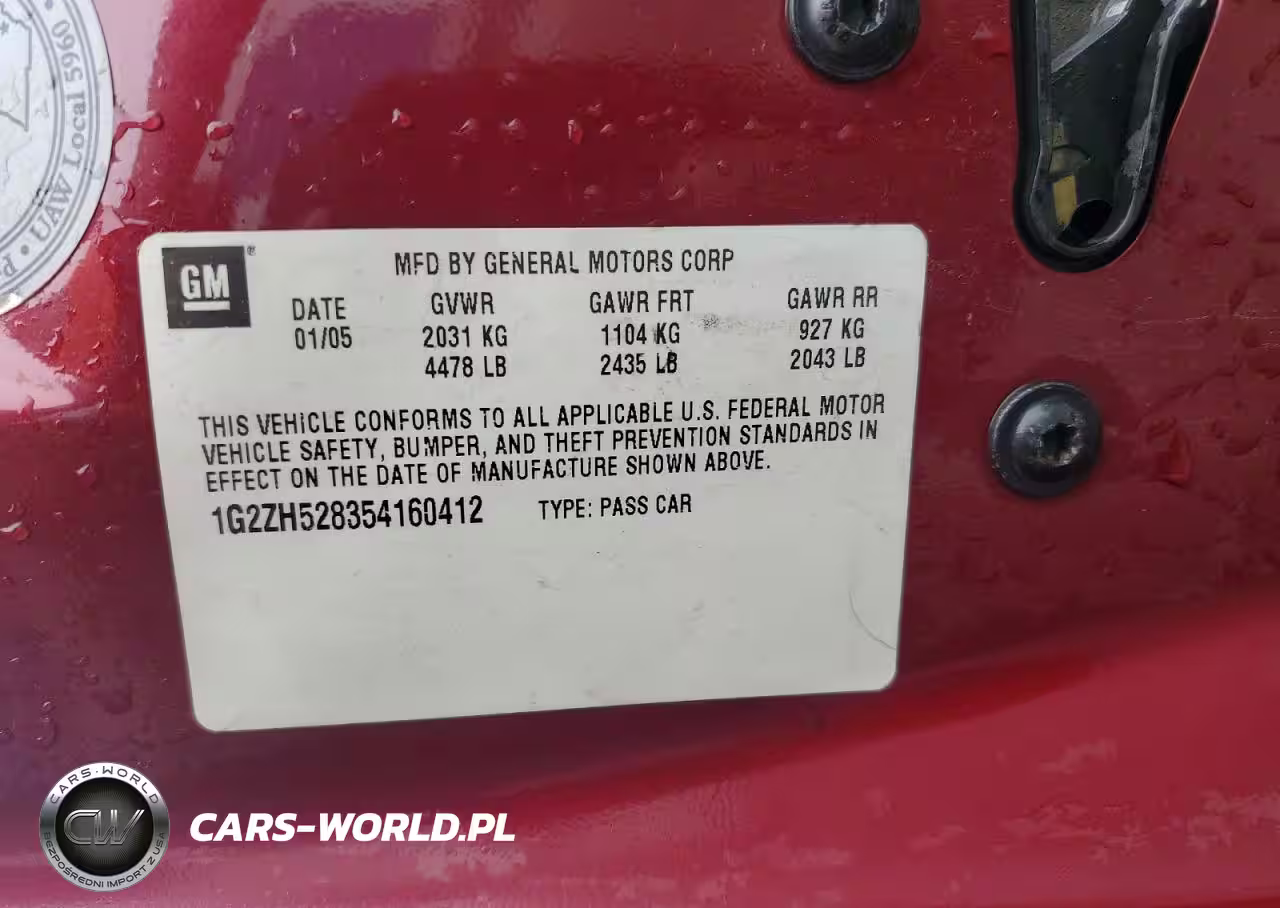 UAW Local 5960
GM
MFD BY GENERAL MOTORS CORP
DATE GVWR GAWR FRT GAWR RR
01/05 2031 KG 1104 KG 927 KG
4478 LB 2435 LB 2043 LB
THIS VEHICLE CONFORMS TO ALL APPLICABLE U.S. FEDERAL MOTOR
VEHICLE SAFETY, BUMPER, AND THEFT PREVENTION STANDARDS IN
EFFECT ON THE DATE OF MANUFACTURE SHOWN ABOVE.
1G2ZH528354160412 TYPE: PASS CAR
CARS-WORLD
CW
BEZPOŚREDNI IMPORT Z USA
CARS-WORLD.PL